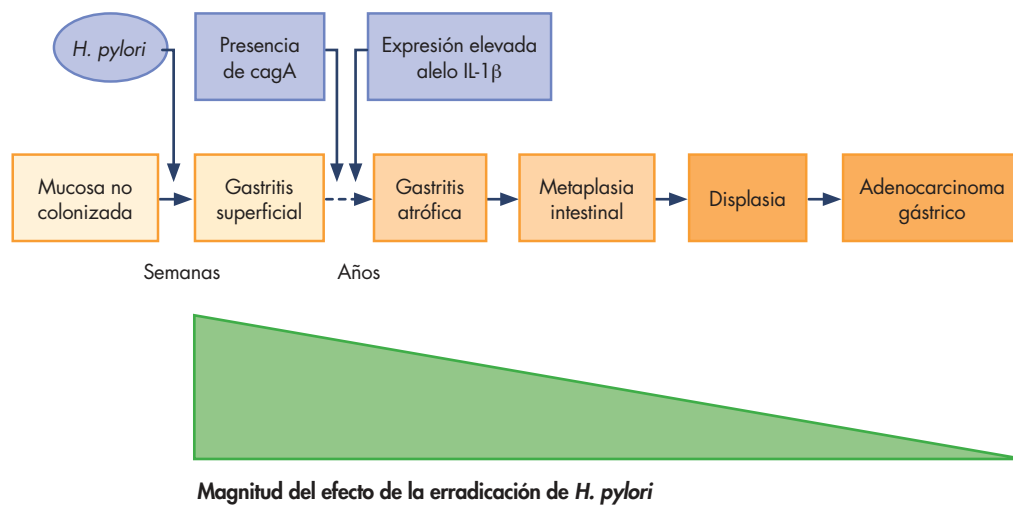 H. pylori
Presencia
de cagA
Expresión elevada
alelo IL-1β
Mucosa no
colonizada
Gastritis
superficial
Gastritis
atrófica
Metaplasia
intestinal
Displasia
Adenocarcinoma
gástrico
Semanas
Años
Magnitud del efecto de la erradicación de H. pylori